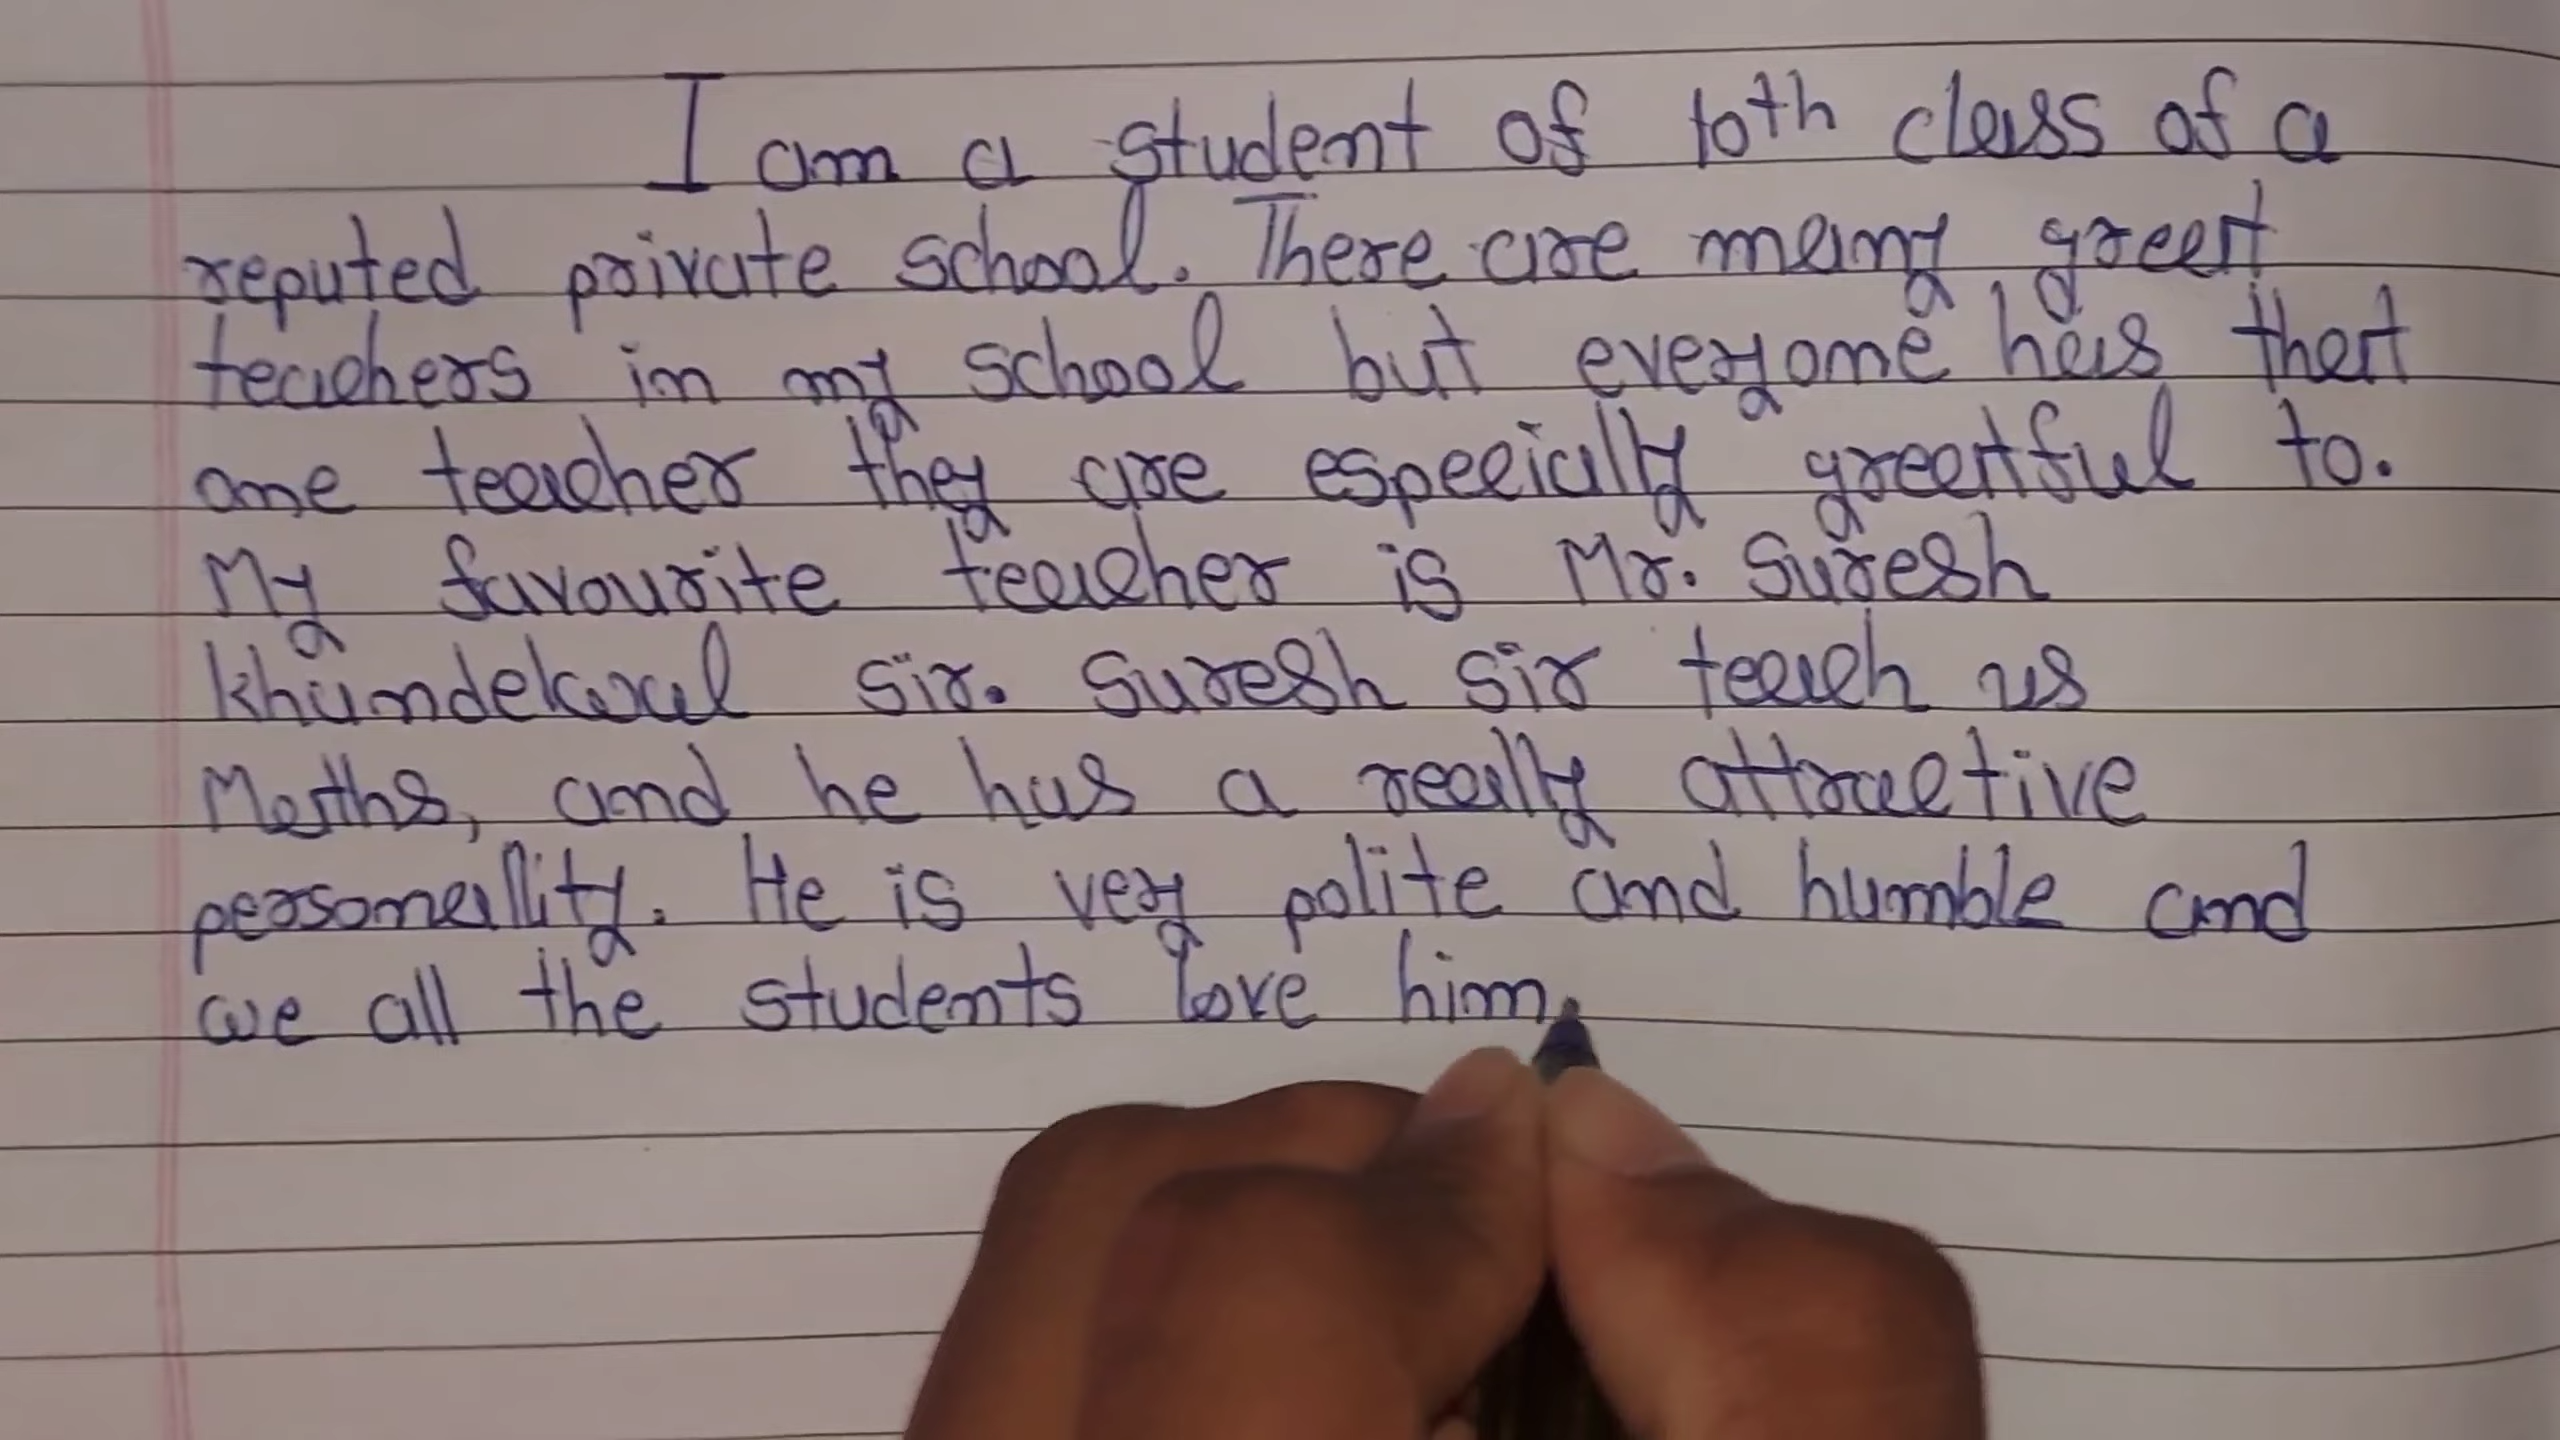 I am a student of 10th class of a
reputed private school. There are many great
teachers in my school but everyone has that
one teacher they are especially greatful to.
My favourite teacher is Mr. Suresh
Khandekaral sir. Suresh sir teach us
Maths, and he has a really attractive
personallity. He is very polite and humble and
we all the students love him.